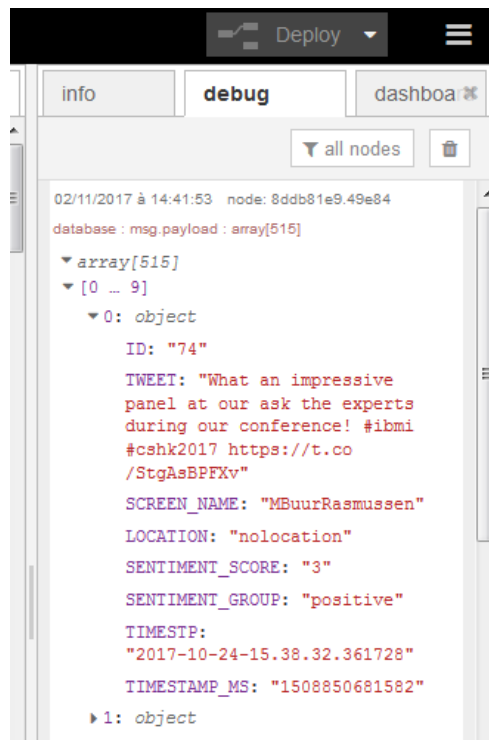 Deploy
info
debug
dashboar
all nodes
02/11/2017 à 14:41:53 node: 8ddb81e9.49e84
database : msg.payload : array[515]
array[515]
[0 … 9]
0: object
ID: "74"
TWEET: "What an impressive
panel at our ask the experts
during our conference! #ibmi
#cshk2017 https://t.co
/StgAsBPFXv"
SCREEN_NAME: "MBuurRasmussen"
LOCATION: "nolocation"
SENTIMENT_SCORE: "3"
SENTIMENT_GROUP: "positive"
TIMESTP:
"2017-10-24-15.38.32.361728"
TIMESTAMP_MS: "1508850681582"
1: object